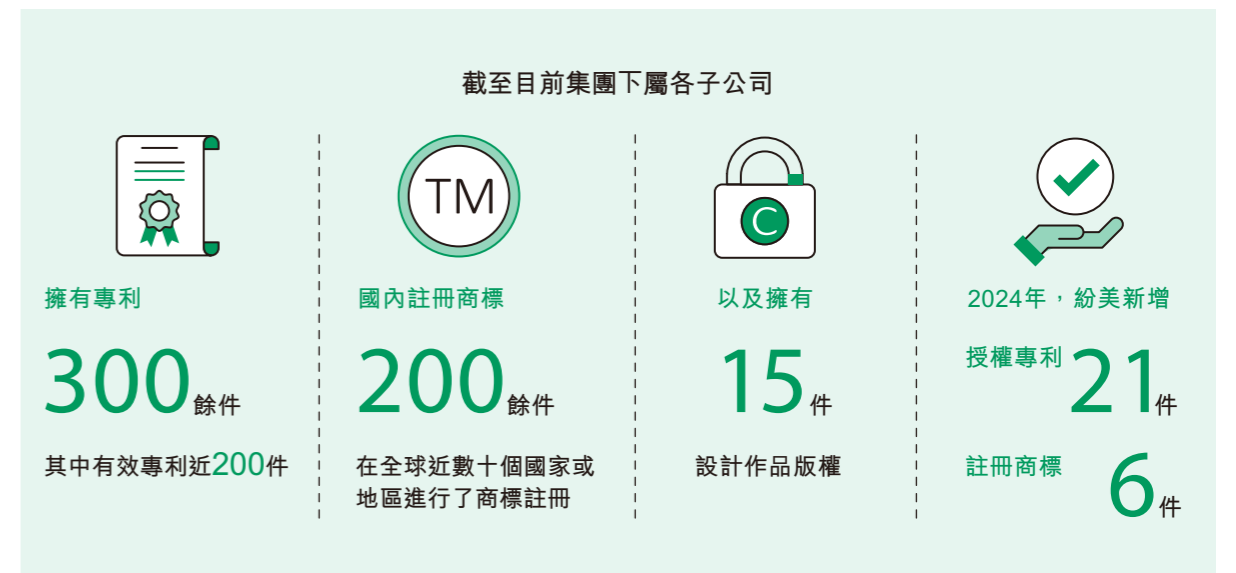 截至目前集團下屬各子公司
TM
C
擁有專利
300餘件
其中有效專利近200件
國內註冊商標
200餘件
在全球近數十個國家或
地區進行了商標註冊
以及擁有
15件
設計作品版權
2024年，紛美新增
授權專利 21件
註冊商標 6件